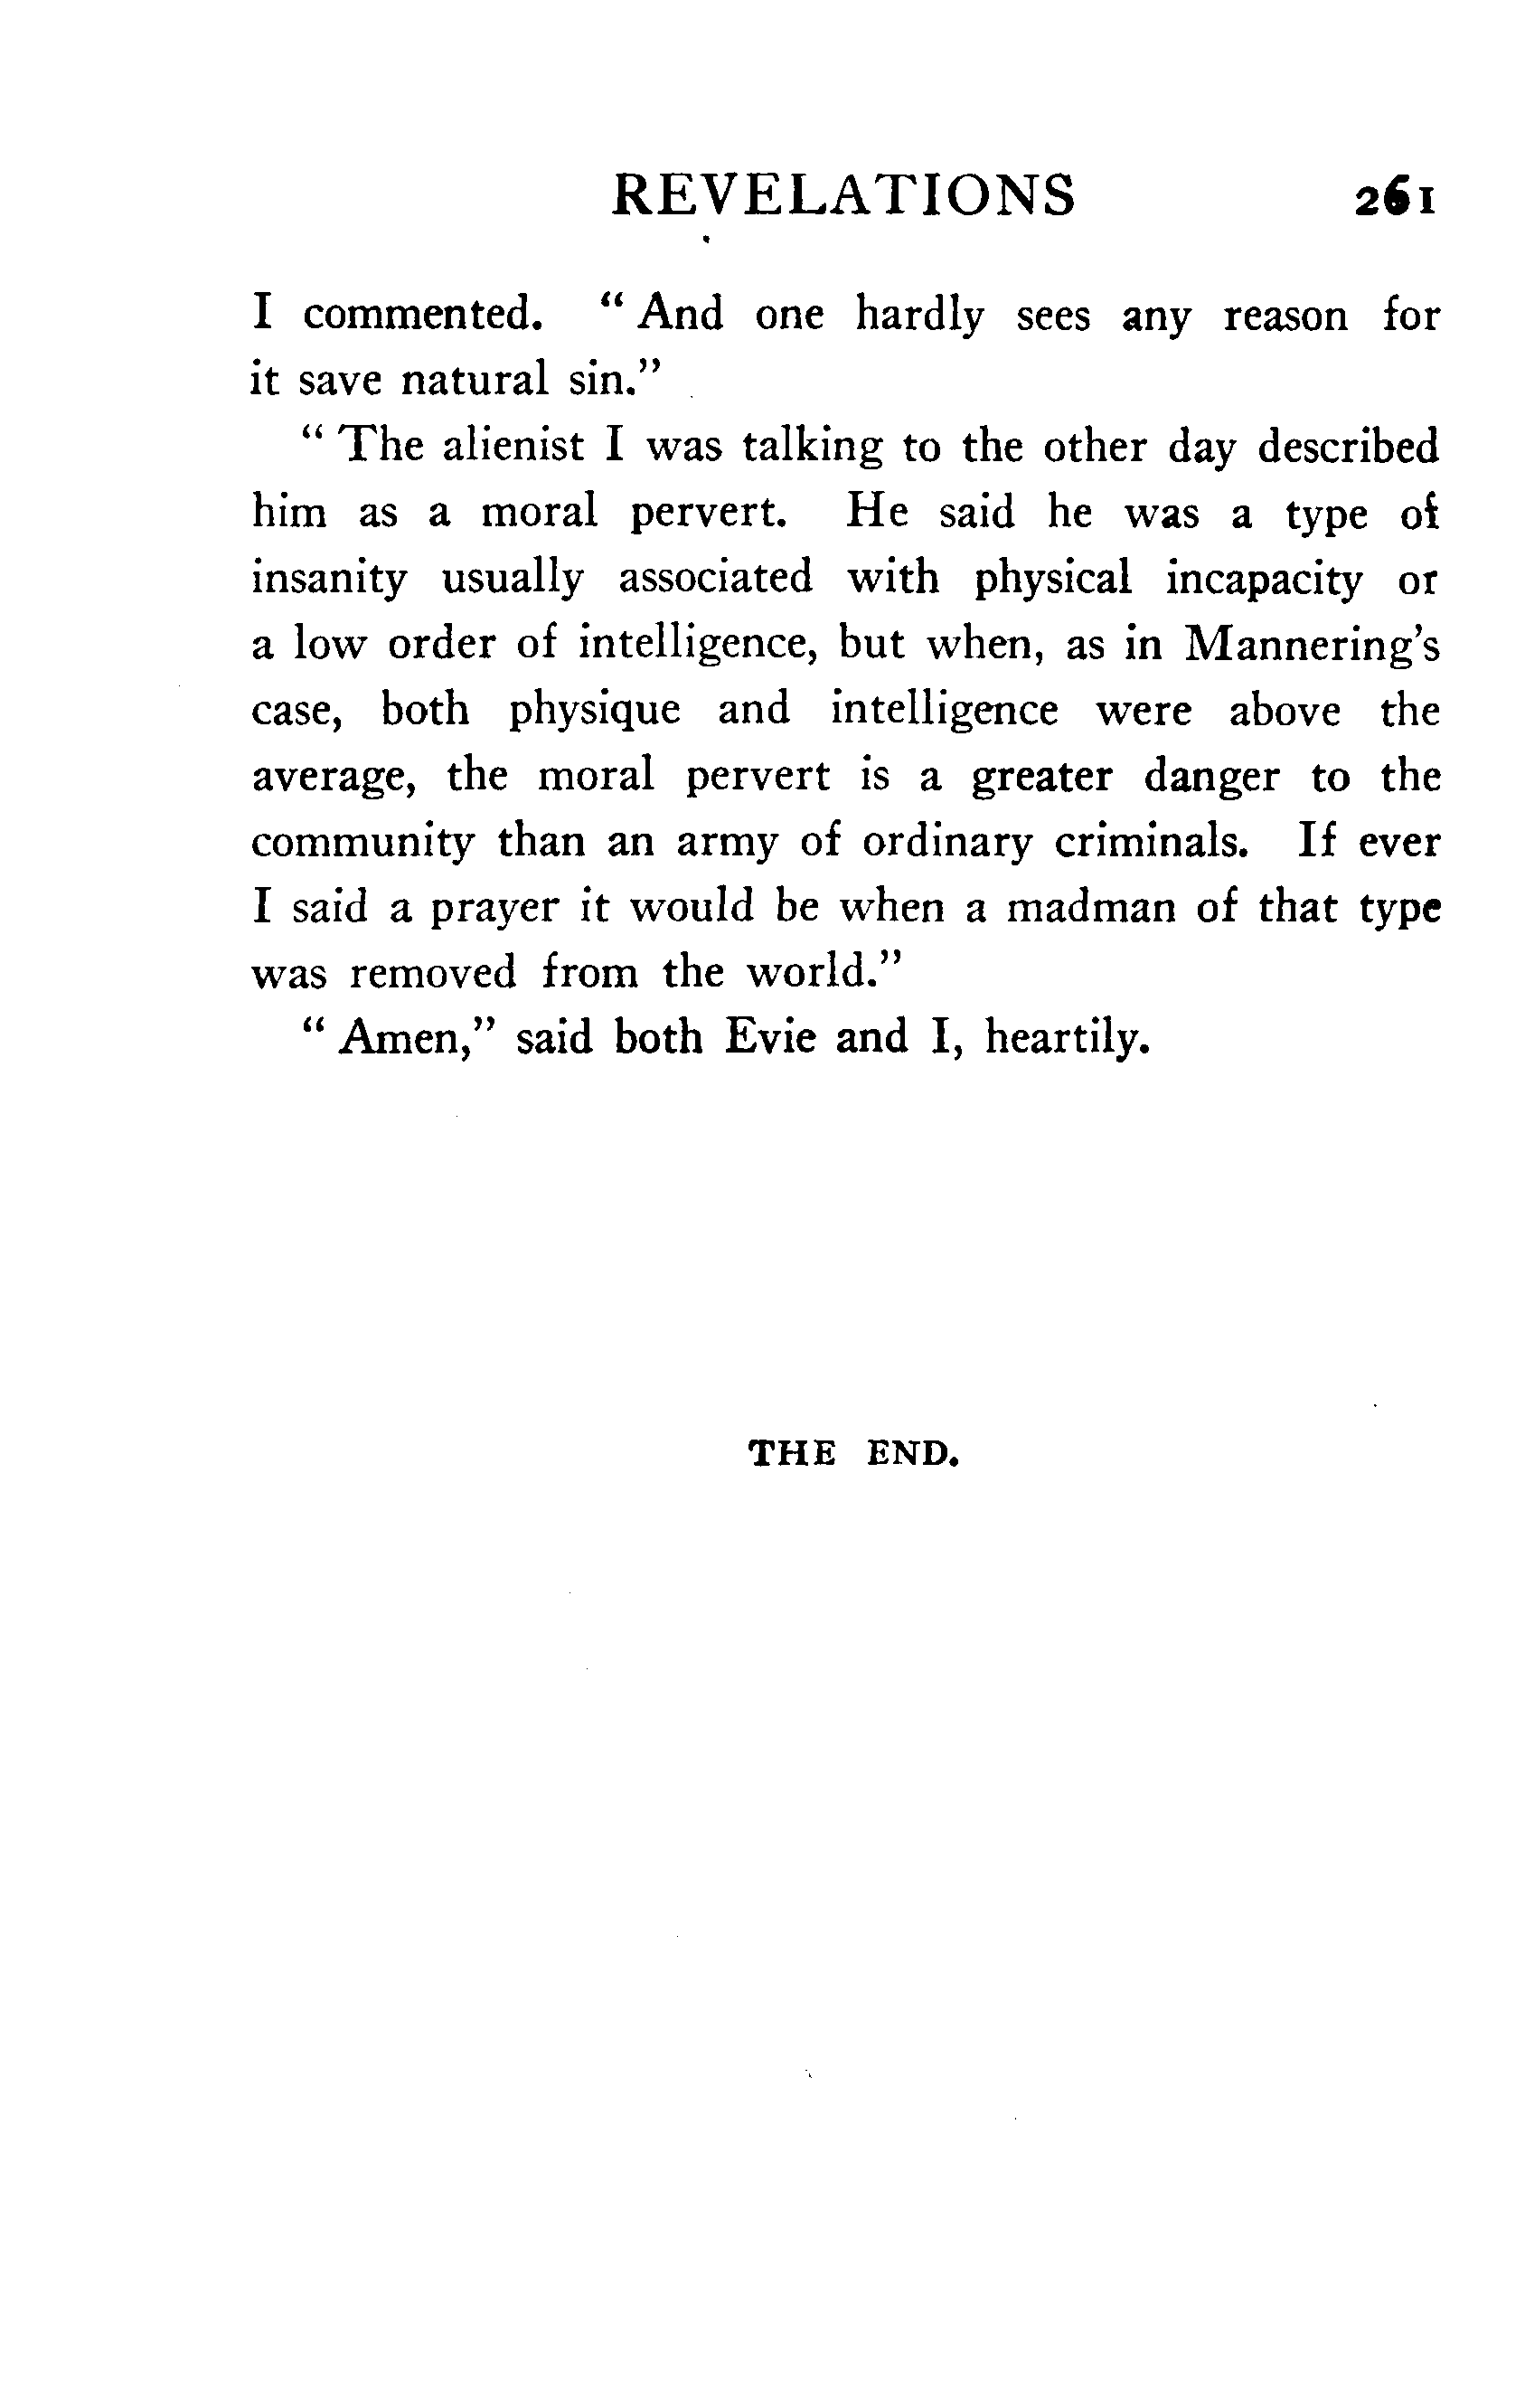 REVELATIONS 261
I commented. “ And one hardly sees any reason for
it save natural sin.”
“ The alienist I was talking to the other day described
him as a moral pervert. He said he was a type of
insanity usually associated with physical incapacity or
a low order of intelligence, but when, as in Mannering’s
case, both physique and intelligence were above the
average, the moral pervert is a greater danger to the
community than an army of ordinary criminals. If ever
I said a prayer it would be when a madman of that type
was removed from the world.”
“ Amen,” said both Evie and I, heartily.
THE END.